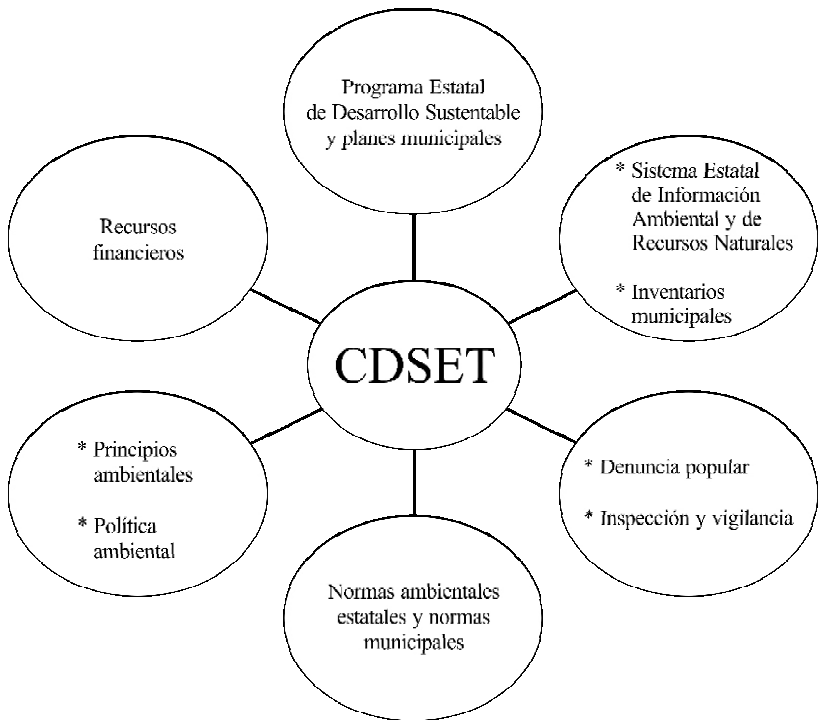 Programa Estatal
de Desarrollo Sustentable
y planes municipales
* Sistema Estatal
de Información
Ambiental y de
Recursos Naturales
* Inventarios
municipales
Recursos
financieros
CDSET
* Principios
ambientales
* Política
ambiental
* Denuncia popular
* Inspección y vigilancia
Normas ambientales
estatales y normas
municipales